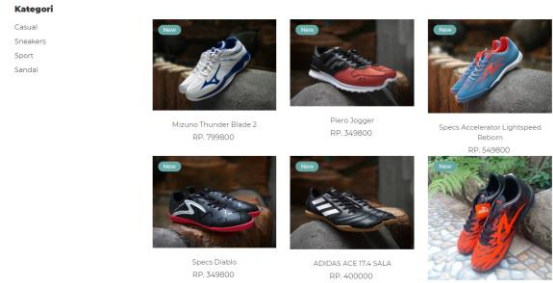 Kategori
Casual
Sneakers
Sport
Sandal
New
New
New
Mizuno Thunder Blade 2
RP. 799800
Piero Jogger
RP. 349800
Specs Accelerator Lightspeed
Reborn
RP. 549800
New
New
New
Specs Diablo
RP. 349800
ADIDAS ACE 17.4 SALA
RP. 400000